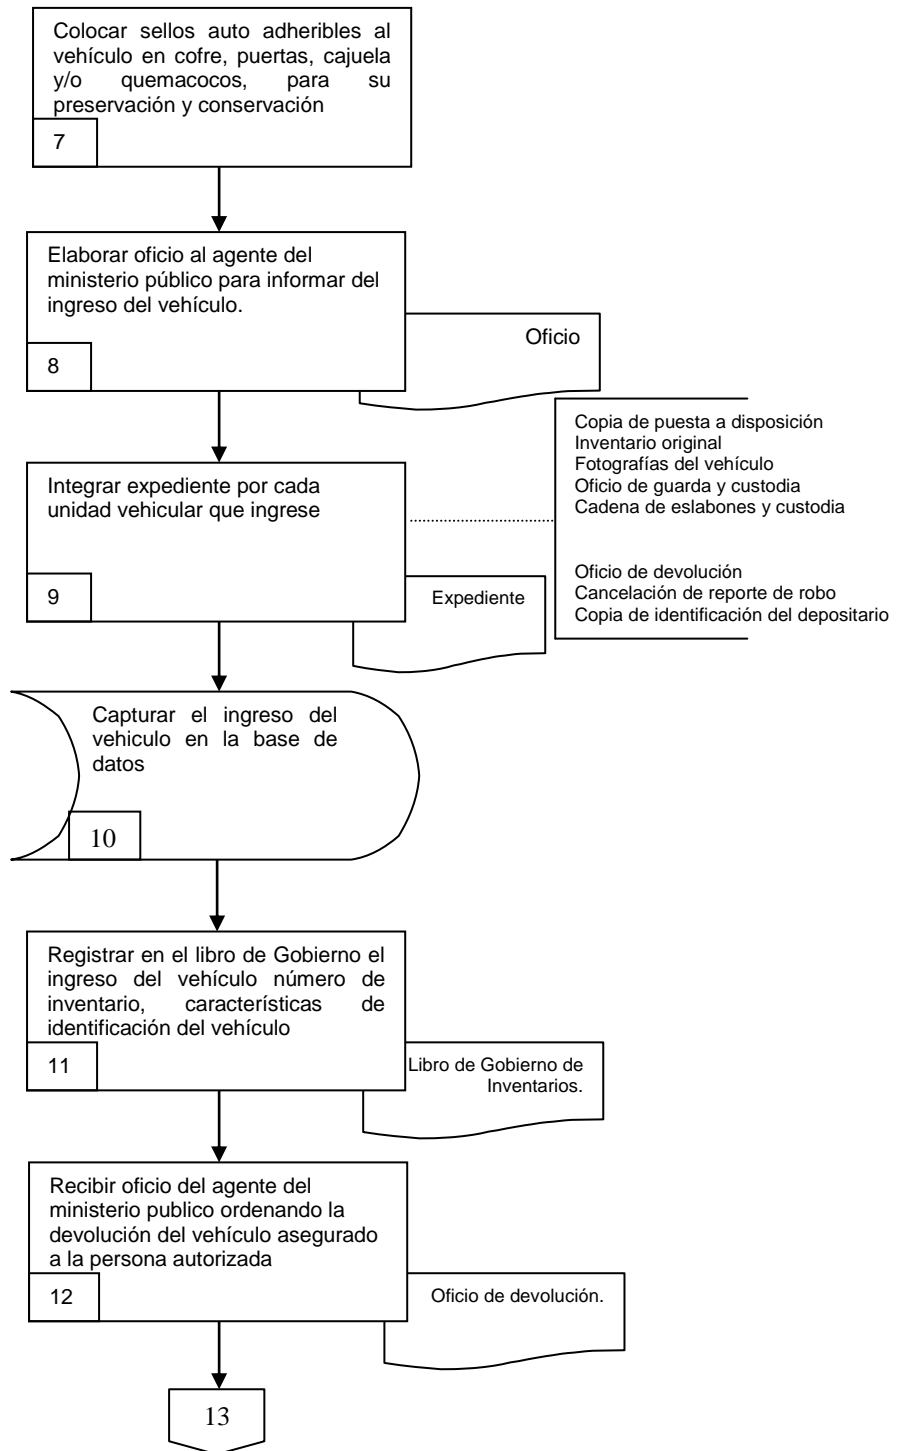 Colocar sellos auto adheribles al
vehículo en cofre, puertas, cajuela
y/o quemacocos, para su
preservación y conservación
7
Elaborar oficio al agente del
ministerio público para informar del
ingreso del vehículo.
8
Oficio
Copia de puesta a disposición
Inventario original
Fotografías del vehículo
Oficio de guarda y custodia
Cadena de eslabones y custodia
Oficio de devolución
Cancelación de reporte de robo
Copia de identificación del depositario
Integrar expediente por cada
unidad vehicular que ingrese
9
Expediente
Capturar el ingreso del
vehiculo en la base de
datos
10
Registrar en el libro de Gobierno el
ingreso del vehículo número de
inventario, características de
identificación del vehículo
11
Libro de Gobierno de
Inventarios.
Recibir oficio del agente del
ministerio publico ordenando la
devolución del vehículo asegurado
a la persona autorizada
12
Oficio de devolución.
13